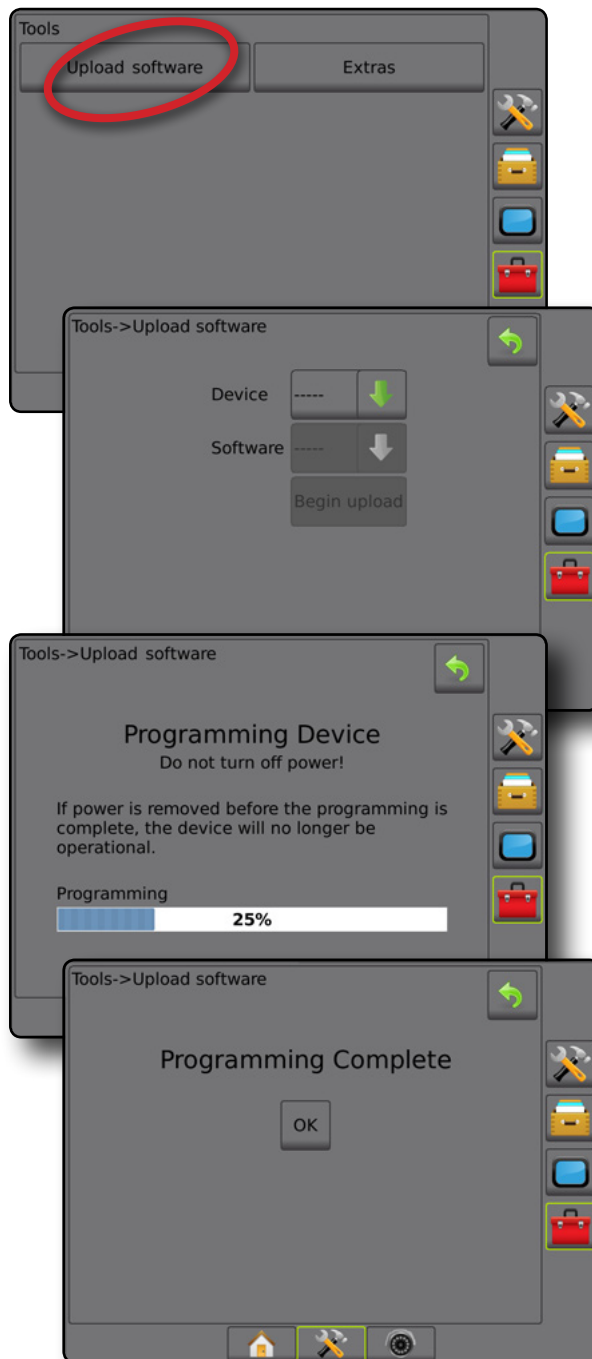 Tools
Upload software
Extras
Tools->Upload software
Device
-----
Software
-----
Begin upload
Tools->Upload software
Programming Device
Do not turn off power!
If power is removed before the programming is
complete, the device will no longer be
operational.
Programming
25%
Tools->Upload software
Programming Complete
OK